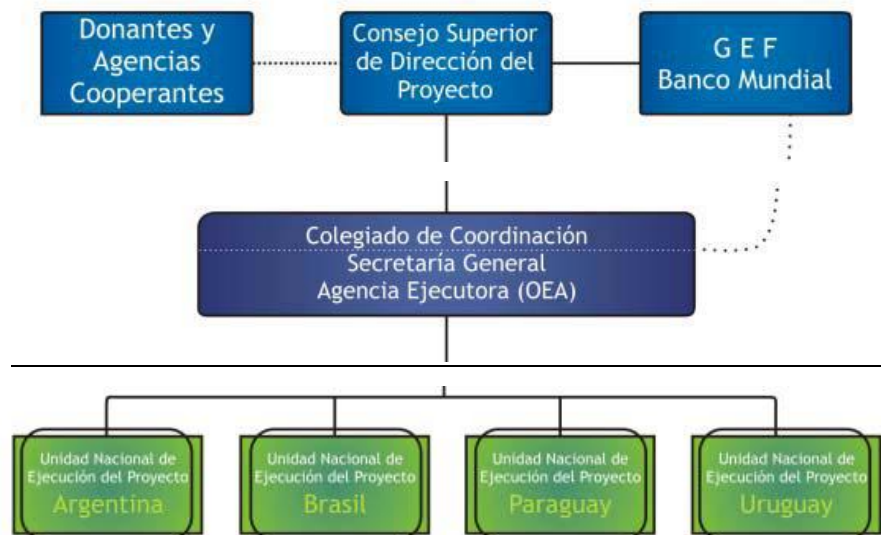 Donantes y
Agencias
Cooperantes
Consejo Superior
de Dirección del
Proyecto
G E F
Banco Mundial
Colegiado de Coordinación
Secretaría General
Agencia Ejecutora (OEA)
Unidad Nacional de
Ejecución del Proyecto
Argentina
Unidad Nacional de
Ejecución del Proyecto
Brasil
Unidad Nacional de
Ejecución del Proyecto
Paraguay
Unidad Nacional de
Ejecución del Proyecto
Uruguay